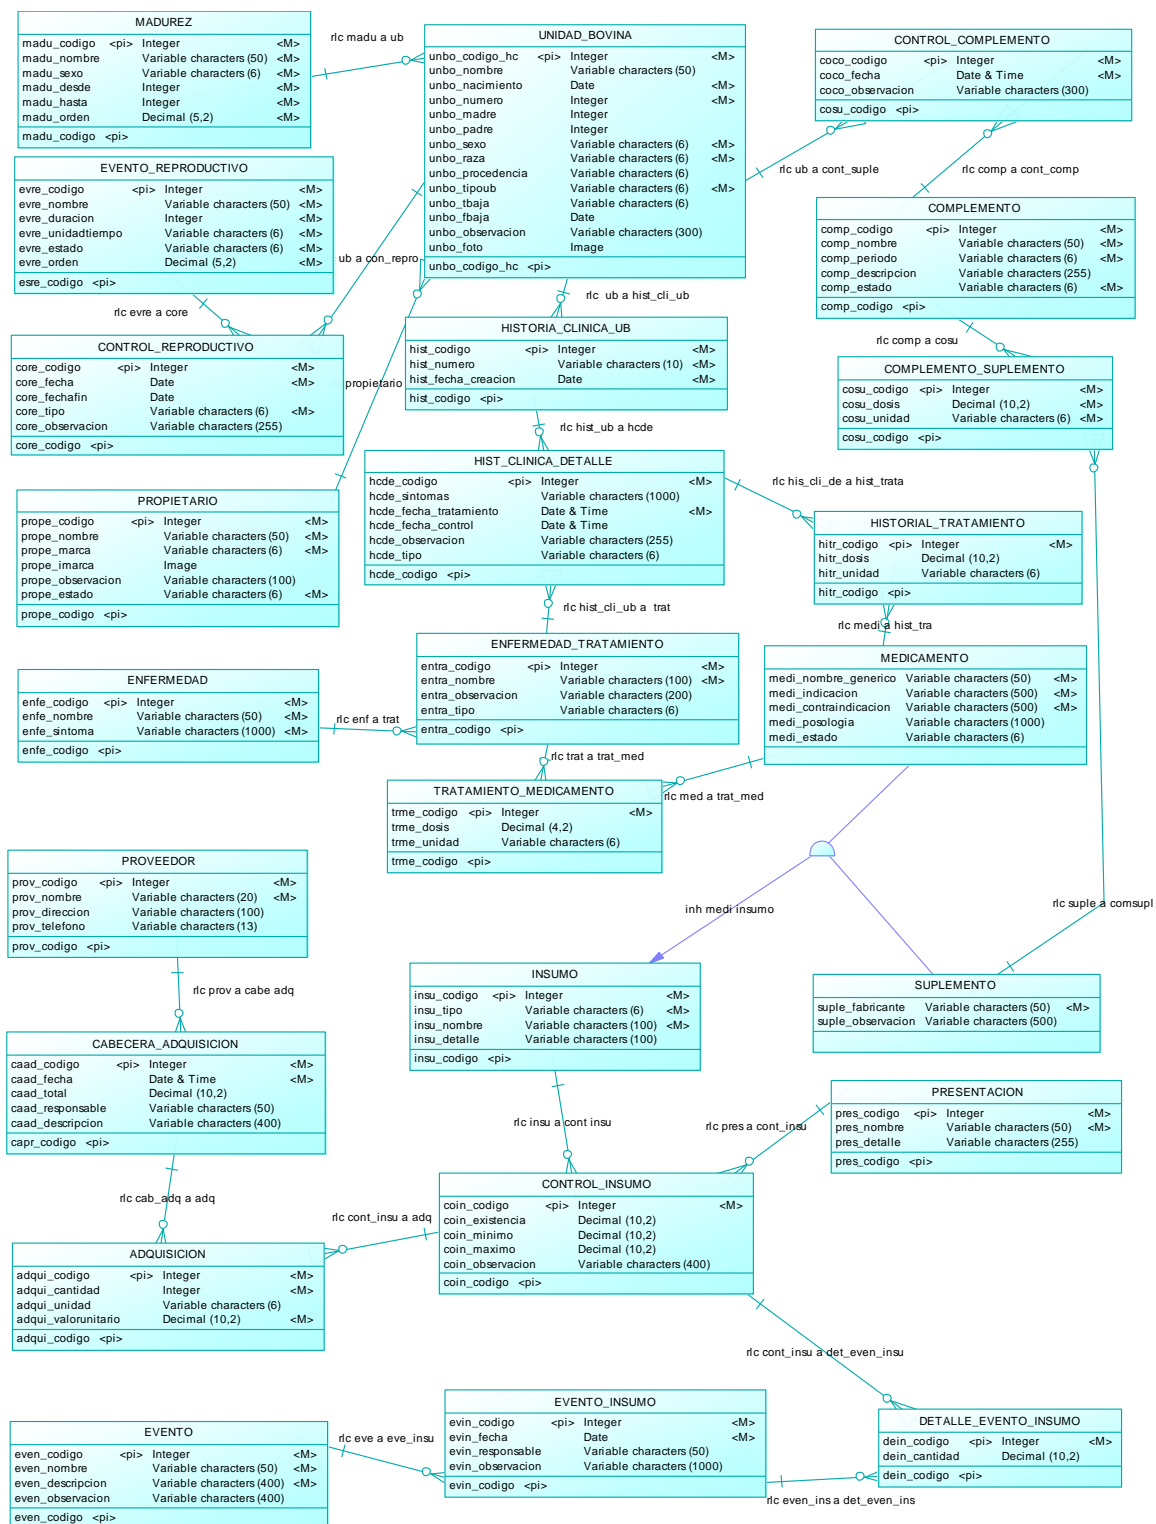 MADUREZ
madu_codigo <pi> Integer <M>
madu_nombre Variable characters (50) <M>
madu_sexo Variable characters (6) <M>
madu_desde Integer <M>
madu_hasta Integer <M>
madu_orden Decimal (5,2) <M>
madu_codigo <pi>
rlc madu a ub
UNIDAD_BOVINA
unbo_codigo_hc <pi> Integer <M>
unbo_nombre Variable characters (50)
unbo_nacimiento Date <M>
unbo_numero Integer <M>
unbo_madre Integer
unbo_padre Integer
unbo_sexo Variable characters (6) <M>
unbo_raza Variable characters (6) <M>
unbo_procedencia Variable characters (6)
unbo_tipoub Variable characters (6) <M>
unbo_tbaja Variable characters (6)
unbo_fbaja Date
unbo_observacion Variable characters (300)
unbo_foto Image
unbo_codigo_hc <pi>
CONTROL_COMPLEMENTO
coco_codigo <pi> Integer <M>
coco_fecha Date & Time <M>
coco_observacion Variable characters (300)
cosu_codigo <pi>
rlc ub a cont_suple
rlc comp a cont_comp
EVENTO_REPRODUCTIVO
evre_codigo <pi> Integer <M>
evre_nombre Variable characters (50) <M>
evre_duracion Integer <M>
evre_unidadtiempo Variable characters (6) <M>
evre_estado Variable characters (6) <M>
evre_orden Decimal (5,2) <M>
esre_codigo <pi>
COMPLEMENTO
comp_codigo <pi> Integer <M>
comp_nombre Variable characters (50) <M>
comp_periodo Variable characters (6) <M>
comp_descripcion Variable characters (255)
comp_estado Variable characters (6) <M>
comp_codigo <pi>
ub a con_repro
rlc ub a hist_cli_ub
rlc evre a core
rlc comp a cosu
CONTROL_REPRODUCTIVO
core_codigo <pi> Integer <M>
core_fecha Date <M>
core_fechafin Date
core_tipo Variable characters (6) <M>
core_observacion Variable characters (255)
core_codigo <pi>
propietario
HISTORIA_CLINICA_UB
hist_codigo <pi> Integer <M>
hist_numero Variable characters (10) <M>
hist_fecha_creacion Date <M>
hist_codigo <pi>
COMPLEMENTO_SUPLEMENTO
cosu_codigo <pi> Integer <M>
cosu_dosis Decimal (10,2) <M>
cosu_unidad Variable characters (6) <M>
cosu_codigo <pi>
rlc hist_ub a hcde
HIST_CLINICA_DETALLE
hcde_codigo <pi> Integer <M>
hcde_sintomas Variable characters (1000)
hcde_fecha_tratamiento Date & Time <M>
hcde_fecha_control Date & Time
hcde_observacion Variable characters (255)
hcde_tipo Variable characters (6)
hcde_codigo <pi>
rlc his_cli_de a hist_trata
PROPIETARIO
prope_codigo <pi> Integer <M>
prope_nombre Variable characters (50) <M>
prope_marca Variable characters (6) <M>
prope_imarca Image
prope_observacion Variable characters (100)
prope_estado Variable characters (6) <M>
prope_codigo <pi>
HISTORIAL_TRATAMIENTO
hitr_codigo <pi> Integer <M>
hitr_dosis Decimal (10,2)
hitr_unidad Variable characters (6)
hitr_codigo <pi>
rlc hist_cli_ub a trat
rlc medi a hist_tra
ENFERMEDAD_TRATAMIENTO
entra_codigo <pi> Integer <M>
entra_nombre Variable characters (100) <M>
entra_observacion Variable characters (200)
entra_tipo Variable characters (6)
entra_codigo <pi>
MEDICAMENTO
medi_nombre_generico Variable characters (50) <M>
medi_indicacion Variable characters (500) <M>
medi_contraindicacion Variable characters (500) <M>
medi_posologia Variable characters (1000)
medi_estado Variable characters (6)
ENFERMEDAD
enfe_codigo <pi> Integer <M>
enfe_nombre Variable characters (50) <M>
enfe_sintoma Variable characters (1000) <M>
enfe_codigo <pi>
rlc enf a trat
rlc trat a trat_med
rlc med a trat_med
TRATAMIENTO_MEDICAMENTO
trme_codigo <pi> Integer <M>
trme_dosis Decimal (4,2)
trme_unidad Variable characters (6)
trme_codigo <pi>
PROVEEDOR
prov_codigo <pi> Integer <M>
prov_nombre Variable characters (20) <M>
prov_direccion Variable characters (100)
prov_telefono Variable characters (13)
prov_codigo <pi>
inh medi insumo
rlc suple a comsupl
rlc prov a cabe adq
INSUMO
insu_codigo <pi> Integer <M>
insu_tipo Variable characters (6) <M>
insu_nombre Variable characters (100) <M>
insu_detalle Variable characters (100)
insu_codigo <pi>
SUPLEMENTO
suple_fabricante Variable characters (50) <M>
suple_observacion Variable characters (500)
CABECERA_ADQUISICION
caad_codigo <pi> Integer <M>
caad_fecha Date & Time <M>
caad_total Decimal (10,2)
caad_responsable Variable characters (50)
caad_descripcion Variable characters (400)
capr_codigo <pi>
PRESENTACION
pres_codigo <pi> Integer <M>
pres_nombre Variable characters (50) <M>
pres_detalle Variable characters (255)
pres_codigo <pi>
rlc insu a cont insu
rlc pres a cont_insu
rlc cab_adq a adq
rlc cont_insu a adq
CONTROL_INSUMO
coin_codigo <pi> Integer <M>
coin_existencia Decimal (10,2)
coin_minimo Decimal (10,2)
coin_maximo Decimal (10,2)
coin_observacion Variable characters (400)
coin_codigo <pi>
ADQUISICION
adqui_codigo <pi> Integer <M>
adqui_cantidad Integer <M>
adqui_unidad Variable characters (6)
adqui_valorunitario Decimal (10,2) <M>
adqui_codigo <pi>
rlc cont_insu a det_even_insu
EVENTO
even_codigo <pi> Integer <M>
even_nombre Variable characters (50) <M>
even_descripcion Variable characters (400) <M>
even_observacion Variable characters (400)
even_codigo <pi>
rlc eve a eve_insu
EVENTO_INSUMO
evin_codigo <pi> Integer <M>
evin_fecha Date <M>
evin_responsable Variable characters (50)
evin_observacion Variable characters (1000)
evin_codigo <pi>
DETALLE_EVENTO_INSUMO
dein_codigo <pi> Integer <M>
dein_cantidad Decimal (10,2)
dein_codigo <pi>
rlc even_ins a det_even_ins